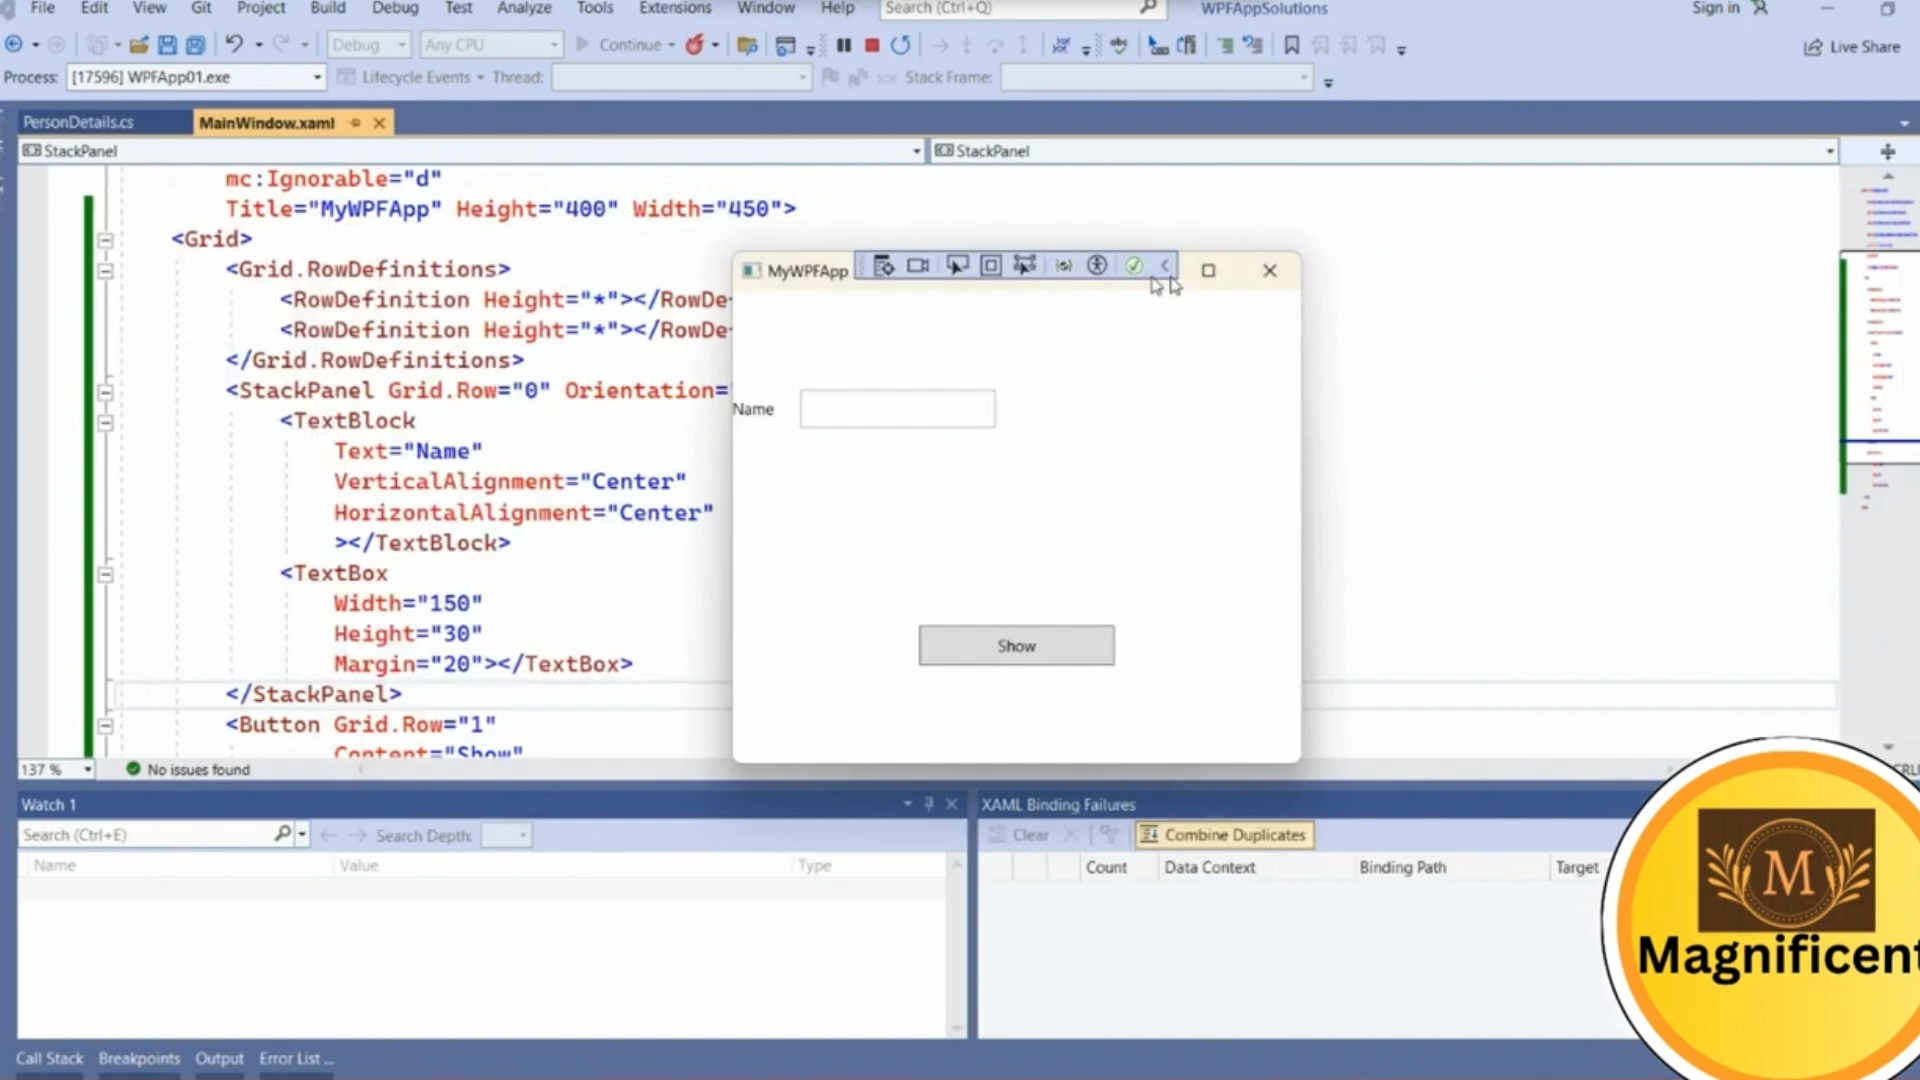 File Edit View Git Project Build Debug Test Analyze Tools Extensions Window Help Search (Ctrl+Q) WPFAppSolutions Sign in
Debug Any CPU Continue Live Share
Process: [17596] WPFApp01.exe Lifecycle Events Thread: Stack Frame:
PersonDetails.cs MainWindow.xaml
StackPanel StackPanel
mc:Ignorable="d"
Title="MyWPFApp" Height="400" Width="450">
<Grid>
<Grid.RowDefinitions>
<RowDefinition Height="*"></RowDe
<RowDefinition Height="*"></RowDe
</Grid.RowDefinitions>
<StackPanel Grid.Row="0" Orientation=
<TextBlock
Text="Name"
VerticalAlignment="Center"
HorizontalAlignment="Center"
></TextBlock>
<TextBox
Width="150"
Height="30"
Margin="20"></TextBox>
</StackPanel>
<Button Grid.Row="1"
Content="Show"
MyWPFApp
Name
Show
137 % No issues found
CRLF
Watch 1
Search (Ctrl+E) Search Depth:
Name Value Type
XAML Binding Failures
Clear Combine Duplicates
Count Data Context Binding Path Target
M
Magnificent
Call Stack Breakpoints Output Error List ...